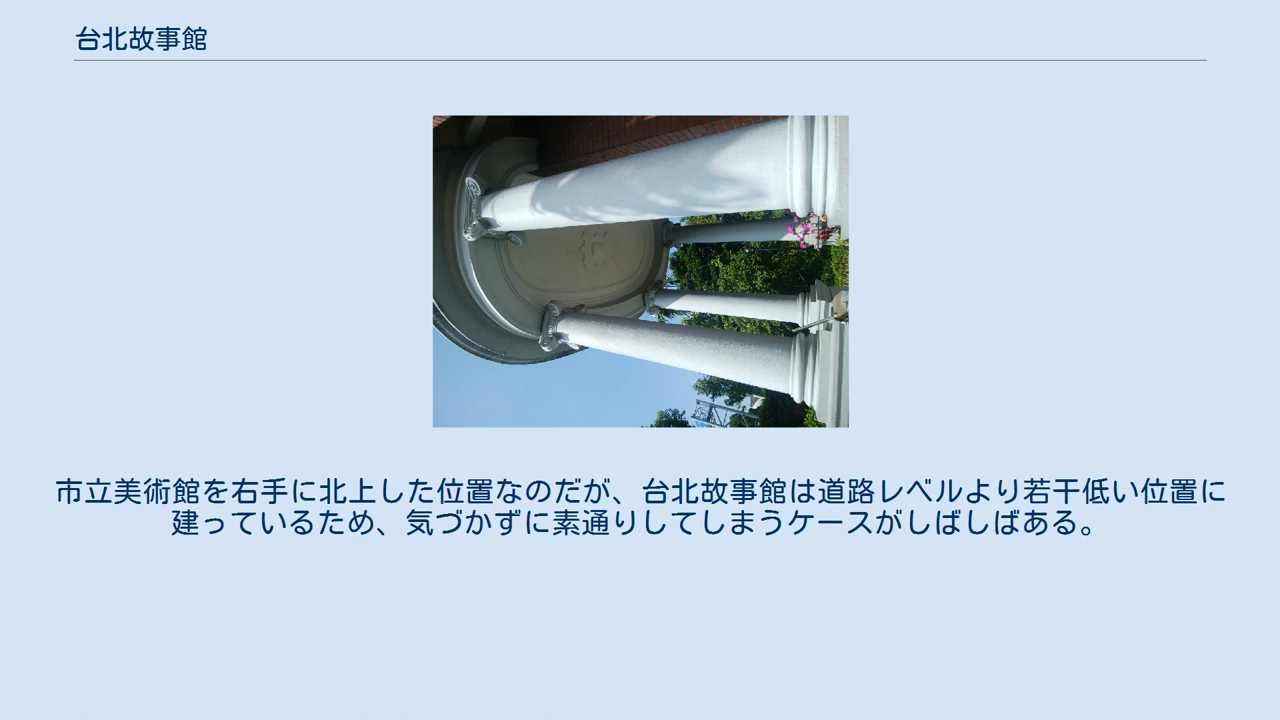 台北故事館
市立美術館を右手に北上した位置なのだが、台北故事館は道路レベルより若干低い位置に
建っているため、気づかずに素通りしてしまうケースがしばしばある。